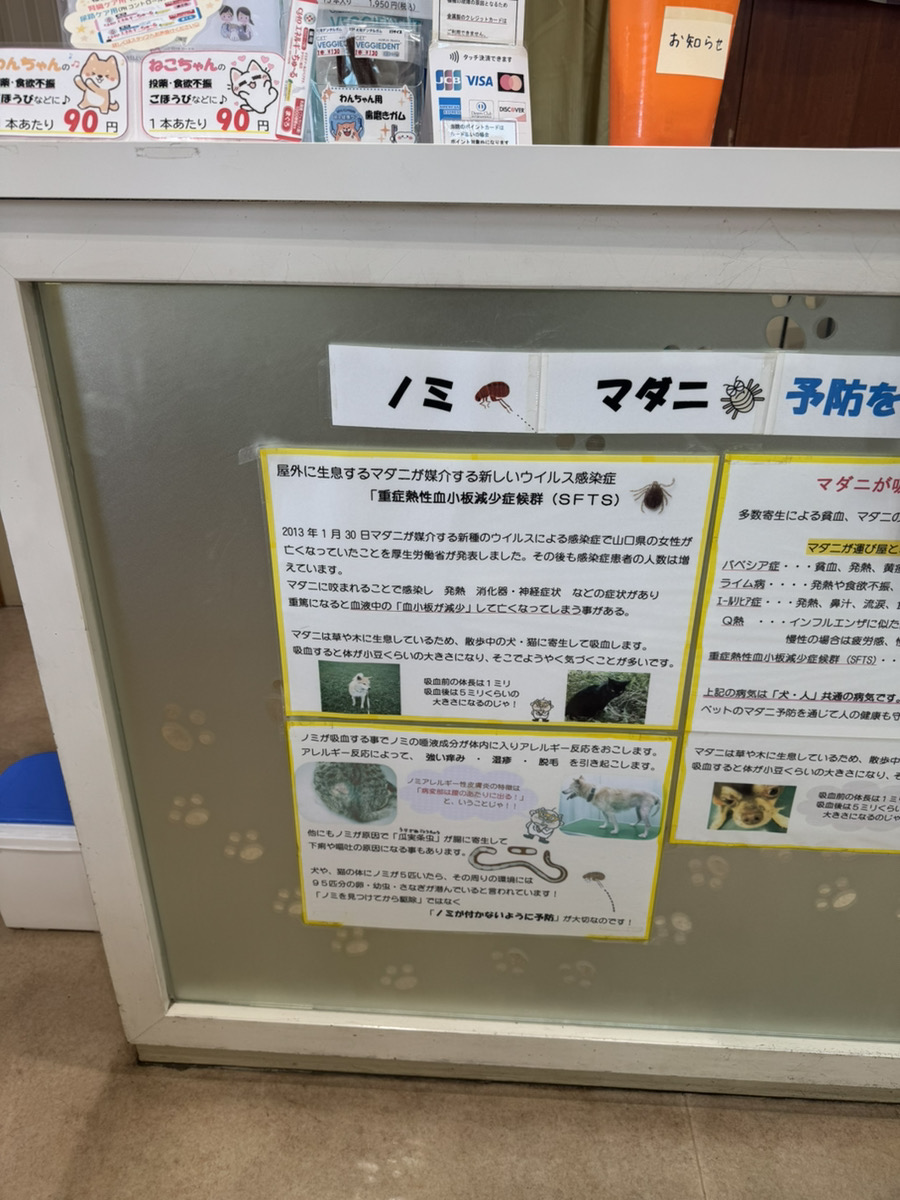 1,950円(税込)
わんちゃんの
投薬・食欲不振
ごほうびなどに♪
1本あたり 90円
ねこちゃんの
投薬・食欲不振
ごほうびなどに♪
1本あたり 90円
VEGGIEDENT
わんちゃん用
歯磨きガム
タッチ決済できます
JCB VISA
DISCOVER
お知らせ
ノミ マダニ 予防を
屋外に生息するマダニが媒介する新しいウイルス感染症
「重症熱性血小板減少症候群(SFTS)
2013年1月30日マダニが媒介する新種のウイルスによる感染症で山口県の女性が
亡くなっていたことを厚生労働省が発表しました。その後も感染症患者の人数は増
えています。
マダニに咬まれることで感染し 発熱 消化器・神経症状 などの症状があり
重篤になると血液中の「血小板が減少」して亡くなってしまう事がある。
マダニは草や木に生息しているため、散歩中の犬・猫に寄生して吸血します。
吸血すると体が小豆くらいの大きさになり、そこでようやく気づくことが多いです。
吸血前の体長は1ミリ
吸血後は5ミリくらいの
大きさになるのじゃ!
ノミが吸血する事でノミの唾液成分が体内に入りアレルギー反応をおこします。
アレルギー反応によって、 強い痒み ・ 湿疹 ・ 脱毛 を引き起こします。
ノミアレルギー性皮膚炎の特徴は
「病変部は腰のあたりに出る!」
と、いうことじゃ!!
他にもノミが原因で「瓜実条虫」が腸に寄生して
下痢や嘔吐の原因になる事もあります。
犬や、猫の体にノミが5匹いたら、その周りの環境には
95匹分の卵・幼虫・さなぎが潜んでいると言われています!
「ノミを見つけてから駆除」ではなく
「ノミが付かないように予防」が大切なのです!
マダニが
多数寄生による貧血、マダニの
マダニが運び屋と
バベシア症・・・貧血、発熱、黄疸
ライム病・・・・発熱や食欲不振、
エールリヒア症・・・発熱、鼻汁、流涙、
Q熱 ・・・インフルエンザに似た
慢性の場合は疲労感、
重症熱性血小板減少症候群(SFTS)・・
上記の病気は「犬・人」共通の病気です。
ペットのマダニ予防を通じて人の健康も守
マダニは草や木に生息しているため、散歩中
吸血すると体が小豆くらいの大きさになり、そ
吸血前の体長は1ミリ
吸血後は5ミリくら
大きさになるのじ